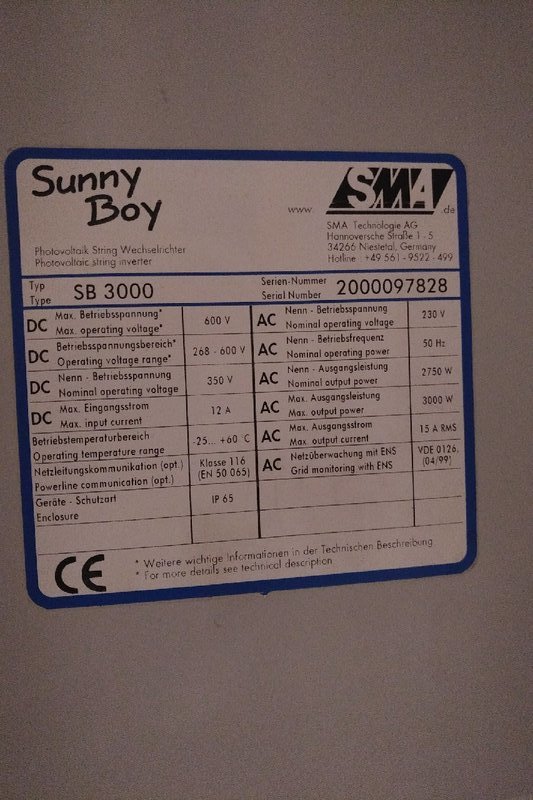 Sunny
Boy
www.
SMA
.de
SMA Technologie AG
Hannoversche Straße 1 - 5
34266 Niestetal, Germany
Hotline +49 561 - 9522 - 499
Photovoltaik String Wechselrichter
Photovoltaic string inverter
Typ
Type
SB 3000
Serien-Nummer
Serial Number
2000097828
DC
Max. Betriebsspannung*
Max. operating voltage*
600 V
DC
Betriebsspannungsbereich*
Operating voltage range*
268 - 600 V
DC
Nenn - Betriebsspannung
Nominal operating voltage
350 V
DC
Max. Eingangsstrom
Max. input current
12 A
Betriebstemperaturbereich
Operating temperature range
-25... +60 °C
Netzleitungskommunikation (opt.)
Powerline communication (opt.)
Klasse 116
(EN 50 065)
Geräte - Schutzart
Enclosure
IP 65
AC
Nenn - Betriebsspannung
Nominal operating voltage
230 V
AC
Nenn - Betriebsfrequenz
Nominal operating power
50 Hz
AC
Nenn - Ausgangsleistung
Nominal output power
2750 W
AC
Max. Ausgangsleistung
Max. output power
3000 W
AC
Max. Ausgangsstrom
Max. output current
15 A RMS
AC
Netzüberwachung mit ENS
Grid monitoring with ENS
VDE 0126,
(04/99)
CE
* Weitere wichtige Informationen in der Technischen Beschreibung
* For more details see technical description